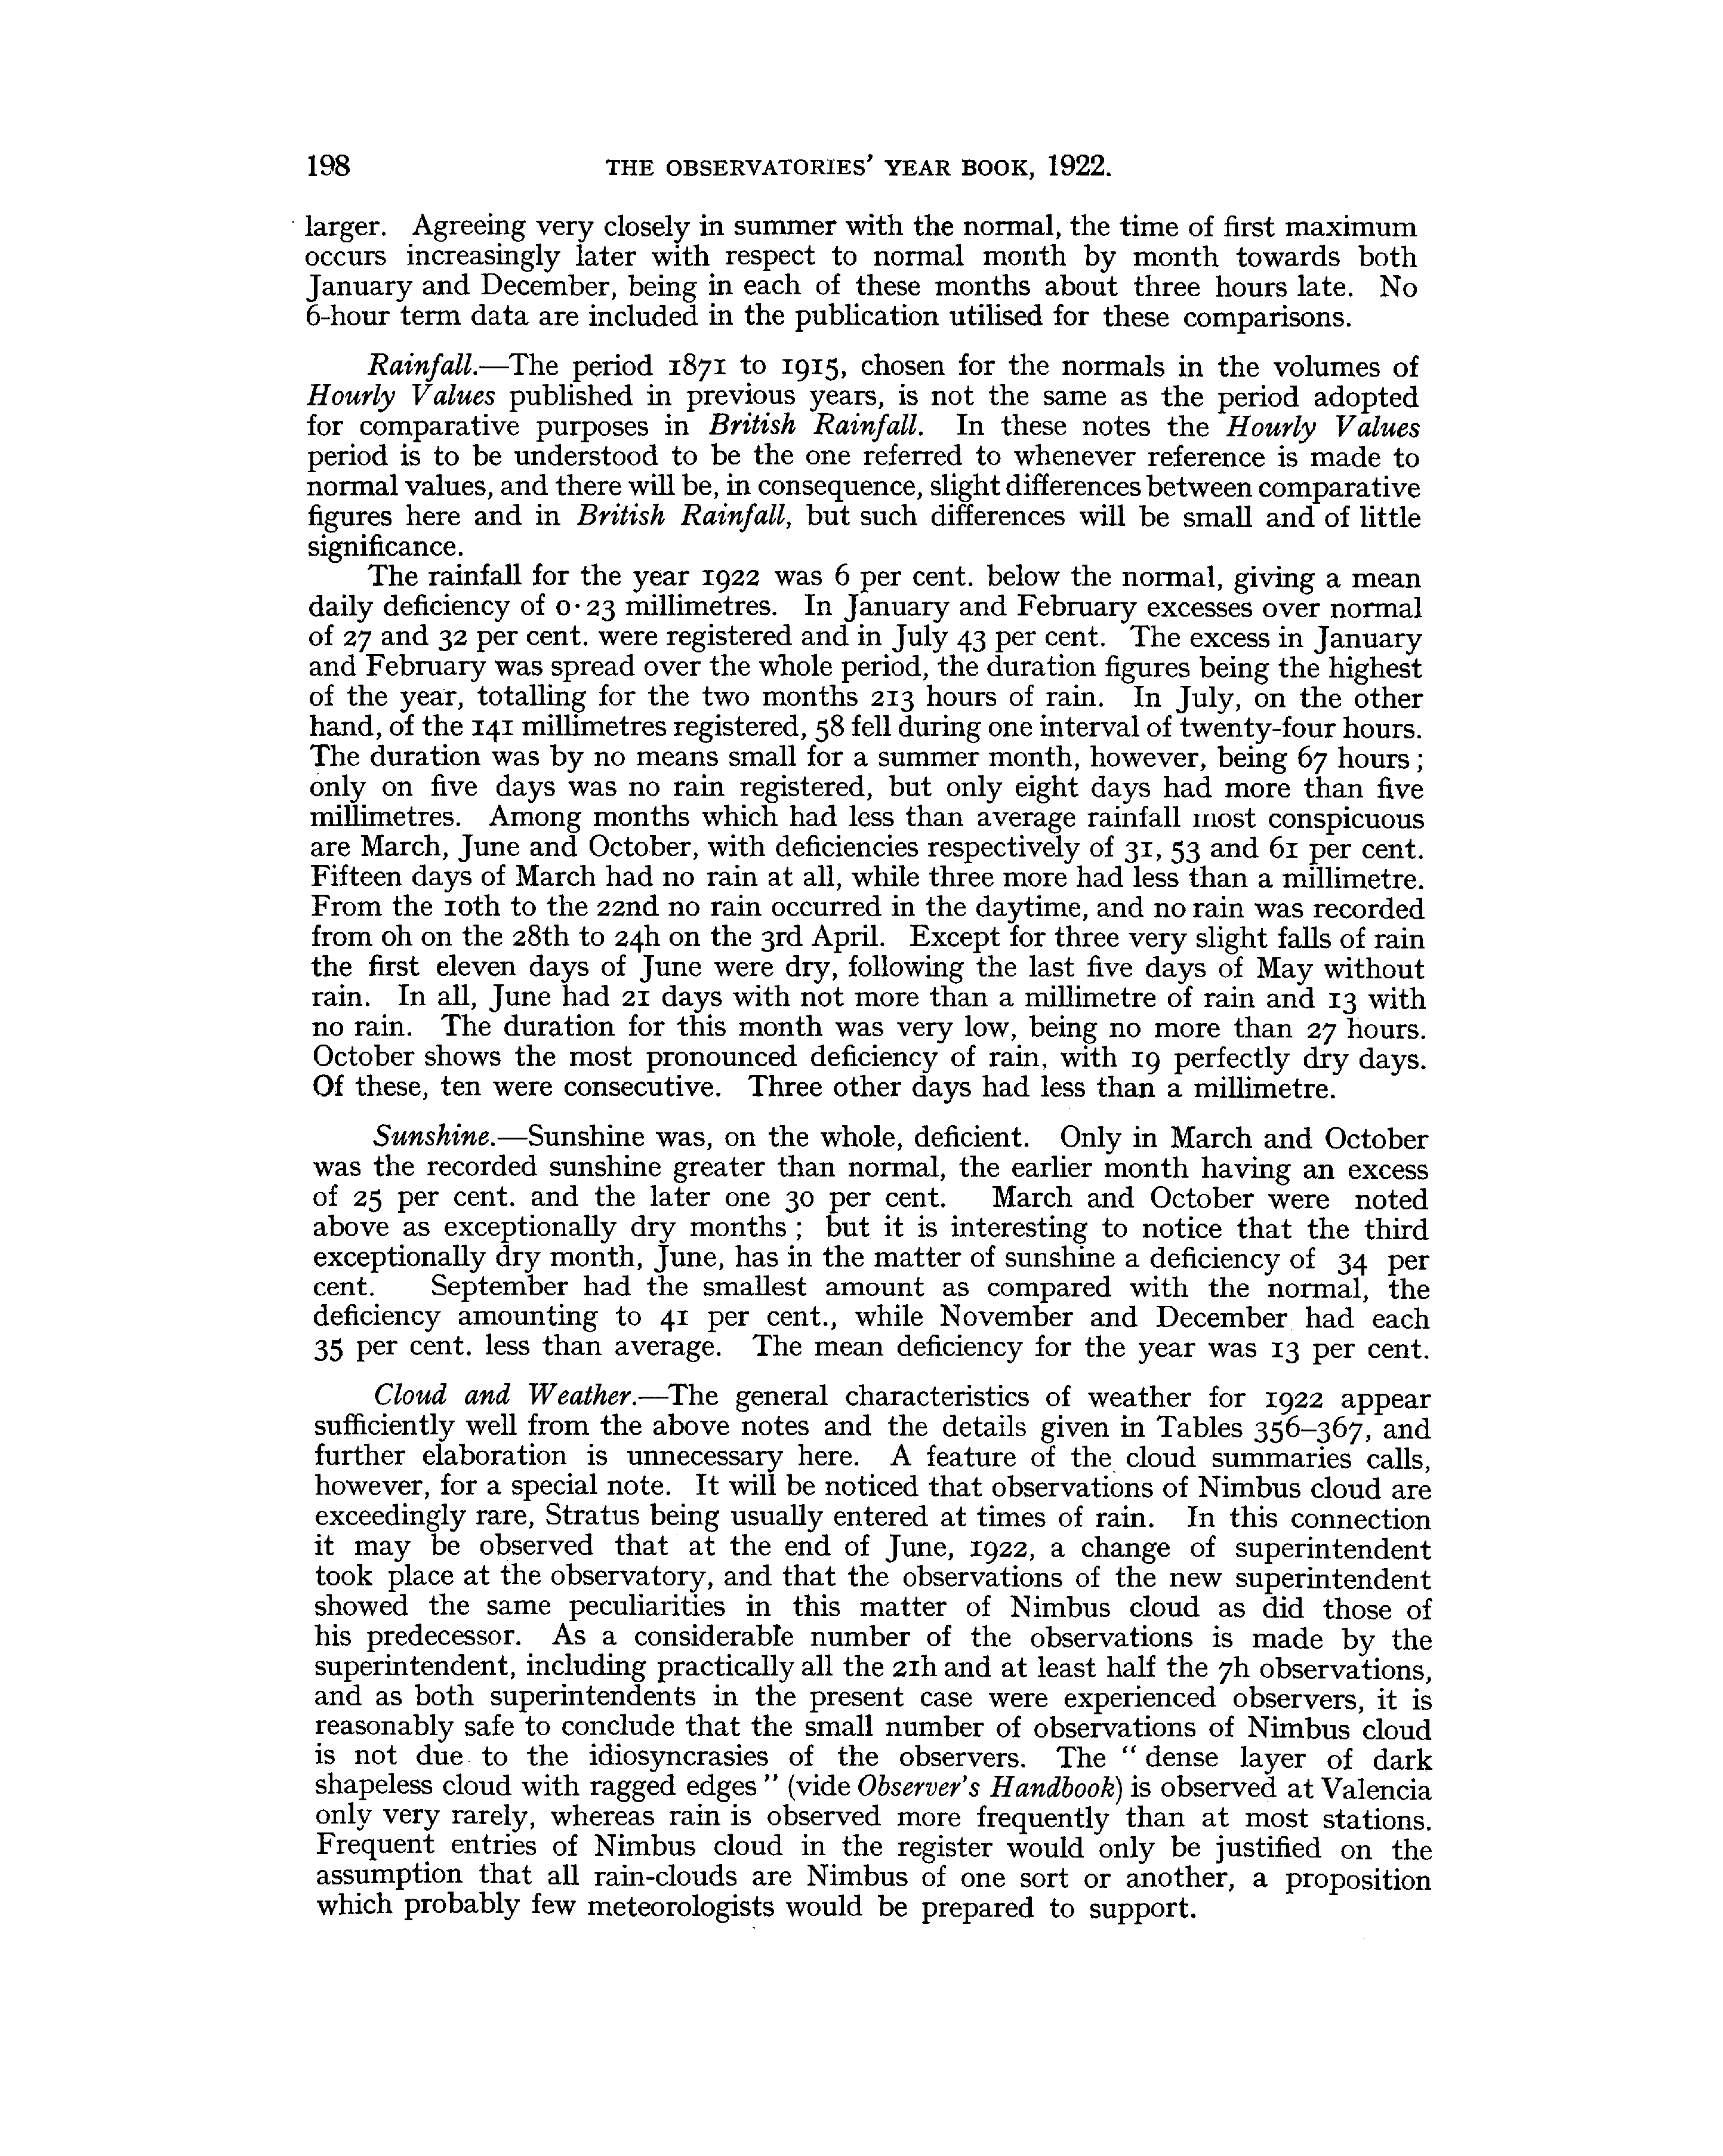 198 THE OBSERVATORIES' YEAR BOOK, 1922.
larger. Agreeing very closely in summer with the normal, the time of first maximum
occurs increasingly later with respect to normal month by month towards both
January and December, being in each of these months about three hours late. No
6-hour term data are included in the publication utilised for these comparisons.
Rainfall.—The period 1871 to 1915, chosen for the normals in the volumes of
Hourly Values published in previous years, is not the same as the period adopted
for comparative purposes in British Rainfall. In these notes the Hourly Values
period is to be understood to be the one referred to whenever reference is made to
normal values, and there will be, in consequence, slight differences between comparative
figures here and in British Rainfall, but such differences will be small and of little
significance.
The rainfall for the year 1922 was 6 per cent. below the normal, giving a mean
daily deficiency of 0·23 millimetres. In January and February excesses over normal
of 27 and 32 per cent. were registered and in July 43 per cent. The excess in January
and February was spread over the whole period, the duration figures being the highest
of the year, totalling for the two months 213 hours of rain. In July, on the other
hand, of the 141 millimetres registered, 58 fell during one interval of twenty-four hours.
The duration was by no means small for a summer month, however, being 67 hours;
only on five days was no rain registered, but only eight days had more than five
millimetres. Among months which had less than average rainfall most conspicuous
are March, June and October, with deficiencies respectively of 31, 53 and 61 per cent.
Fifteen days of March had no rain at all, while three more had less than a millimetre.
From the 10th to the 22nd no rain occurred in the daytime, and no rain was recorded
from 0h on the 28th to 24h on the 3rd April. Except for three very slight falls of rain
the first eleven days of June were dry, following the last five days of May without
rain. In all, June had 21 days with not more than a millimetre of rain and 13 with
no rain. The duration for this month was very low, being no more than 27 hours.
October shows the most pronounced deficiency of rain, with 19 perfectly dry days.
Of these, ten were consecutive. Three other days had less than a millimetre.
Sunshine.—Sunshine was, on the whole, deficient. Only in March and October
was the recorded sunshine greater than normal, the earlier month having an excess
of 25 per cent. and the later one 30 per cent. March and October were noted
above as exceptionally dry months; but it is interesting to notice that the third
exceptionally dry month, June, has in the matter of sunshine a deficiency of 34 per
cent. September had the smallest amount as compared with the normal, the
deficiency amounting to 41 per cent., while November and December had each
35 per cent. less than average. The mean deficiency for the year was 13 per cent.
Cloud and Weather.—The general characteristics of weather for 1922 appear
sufficiently well from the above notes and the details given in Tables 356–367, and
further elaboration is unnecessary here. A feature of the cloud summaries calls,
however, for a special note. It will be noticed that observations of Nimbus cloud are
exceedingly rare, Stratus being usually entered at times of rain. In this connection
it may be observed that at the end of June, 1922, a change of superintendent
took place at the observatory, and that the observations of the new superintendent
showed the same peculiarities in this matter of Nimbus cloud as did those of
his predecessor. As a considerable number of the observations is made by the
superintendent, including practically all the 21h and at least half the 7h observations,
and as both superintendents in the present case were experienced observers, it is
reasonably safe to conclude that the small number of observations of Nimbus cloud
is not due to the idiosyncrasies of the observers. The "dense layer of dark
shapeless cloud with ragged edges" (vide Observer's Handbook) is observed at Valencia
only very rarely, whereas rain is observed more frequently than at most stations.
Frequent entries of Nimbus cloud in the register would only be justified on the
assumption that all rain-clouds are Nimbus of one sort or another, a proposition
which probably few meteorologists would be prepared to support.